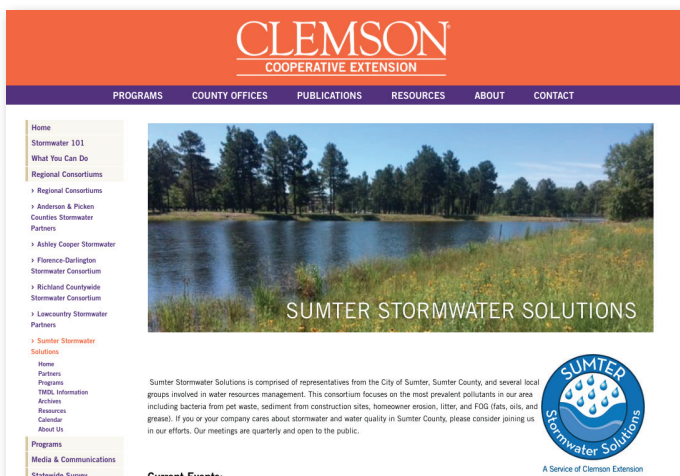 CLEMSON®
COOPERATIVE EXTENSION
PROGRAMS COUNTY OFFICES PUBLICATIONS RESOURCES ABOUT CONTACT
Home
Stormwater 101
What You Can Do
Regional Consortiums
› Regional Consortiums
› Anderson & Picken
Counties Stormwater
Partners
› Ashley Cooper Stormwater
› Florence-Darlington
Stormwater Consortium
› Richland Countywide
Stormwater Consortium
› Lowcountry Stormwater
Partners
› Sumter Stormwater
Solutions
Home
Partners
Programs
TMDL Information
Archives
Resources
Calendar
About Us
Programs
Media & Communications
Statewide Survey
SUMTER STORMWATER SOLUTIONS
Sumter Stormwater Solutions is comprised of representatives from the City of Sumter, Sumter County, and several local
groups involved in water resources management. This consortium focuses on the most prevalent pollutants in our area
including bacteria from pet waste, sediment from construction sites, homeowner erosion, litter, and FOG (fats, oils, and
grease). If you or your company cares about stormwater and water quality in Sumter County, please consider joining us
in our efforts. Our meetings are quarterly and open to the public.
SUMTER
Stormwater Solutions
A Service of Clemson Extension
Current Events: